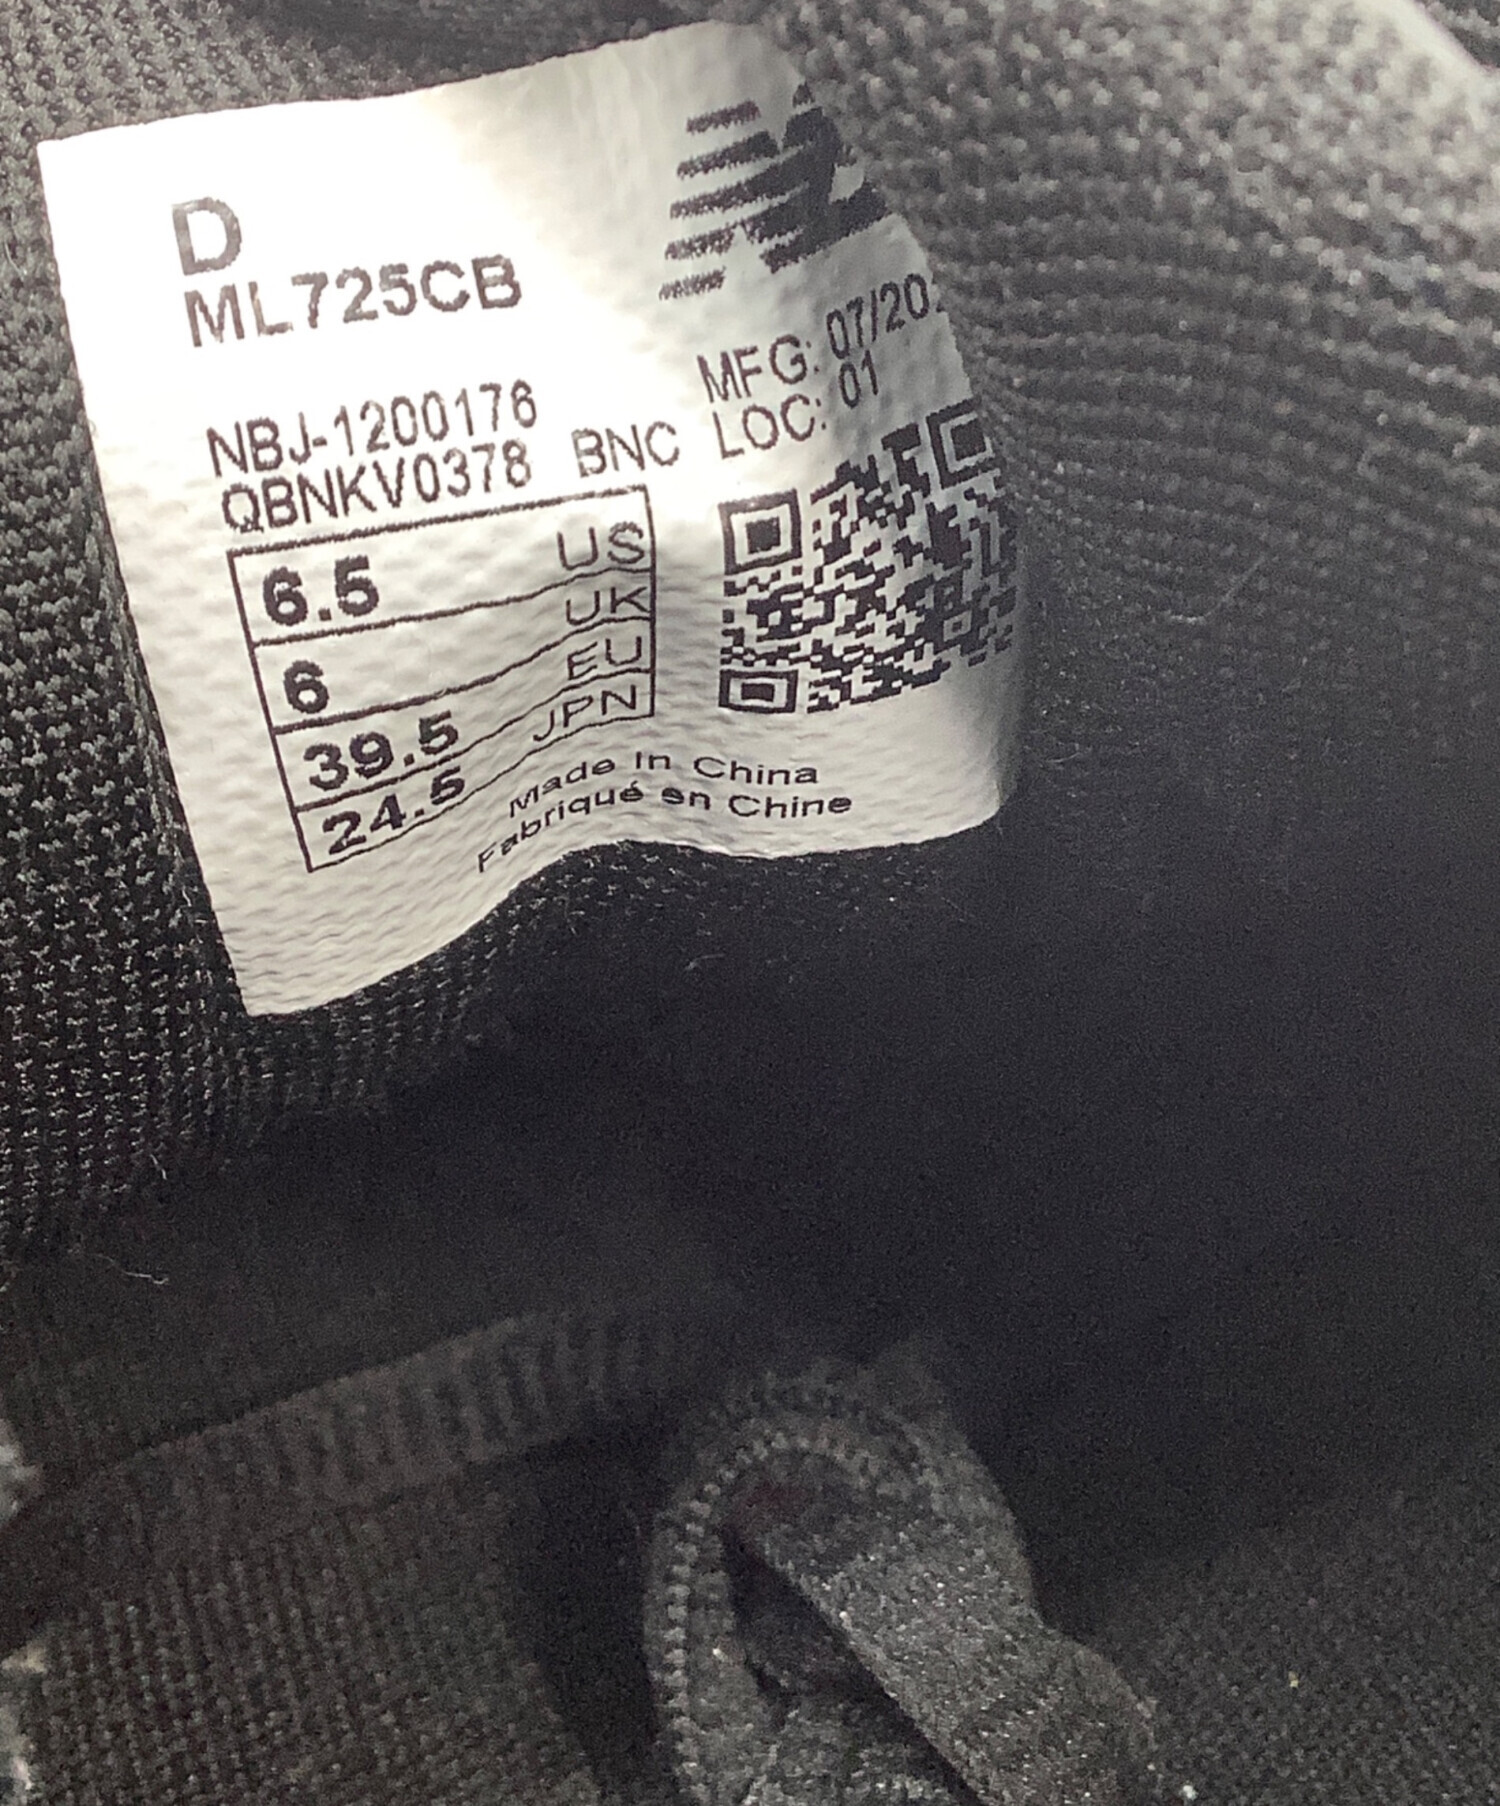 D
ML725CB
NBJ-1200176
QBNKV0378 BNC
MFG: 07/202
LOC: 01
6.5 US
6 UK
39.5 EU
24.5 JPN
Made in China
Fabriqué en Chine